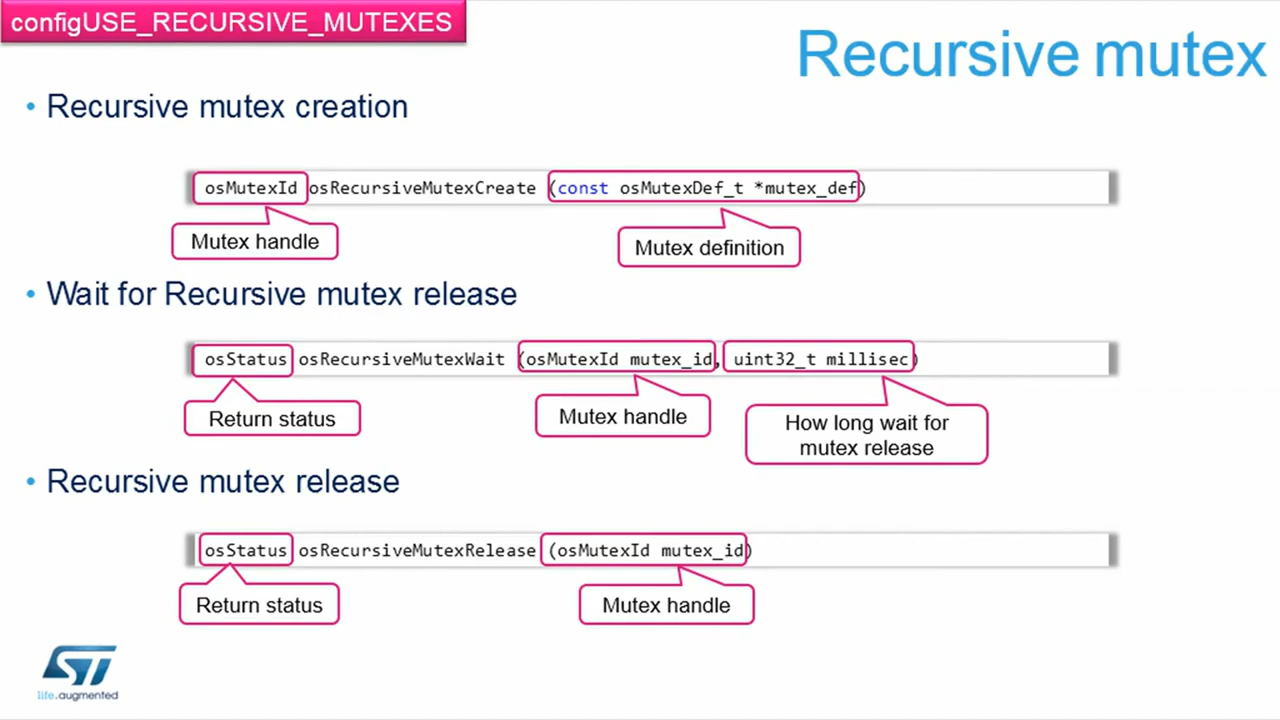 configUSE_RECURSIVE_MUTEXES
Recursive mutex
• Recursive mutex creation
osMutexId osRecursiveMutexCreate (const osMutexDef_t *mutex_def)
Mutex handle
Mutex definition
• Wait for Recursive mutex release
osStatus osRecursiveMutexWait (osMutexId mutex_id, uint32_t millisec)
Return status
Mutex handle
How long wait for
mutex release
• Recursive mutex release
osStatus osRecursiveMutexRelease (osMutexId mutex_id)
Return status
Mutex handle
ST
life.augmented